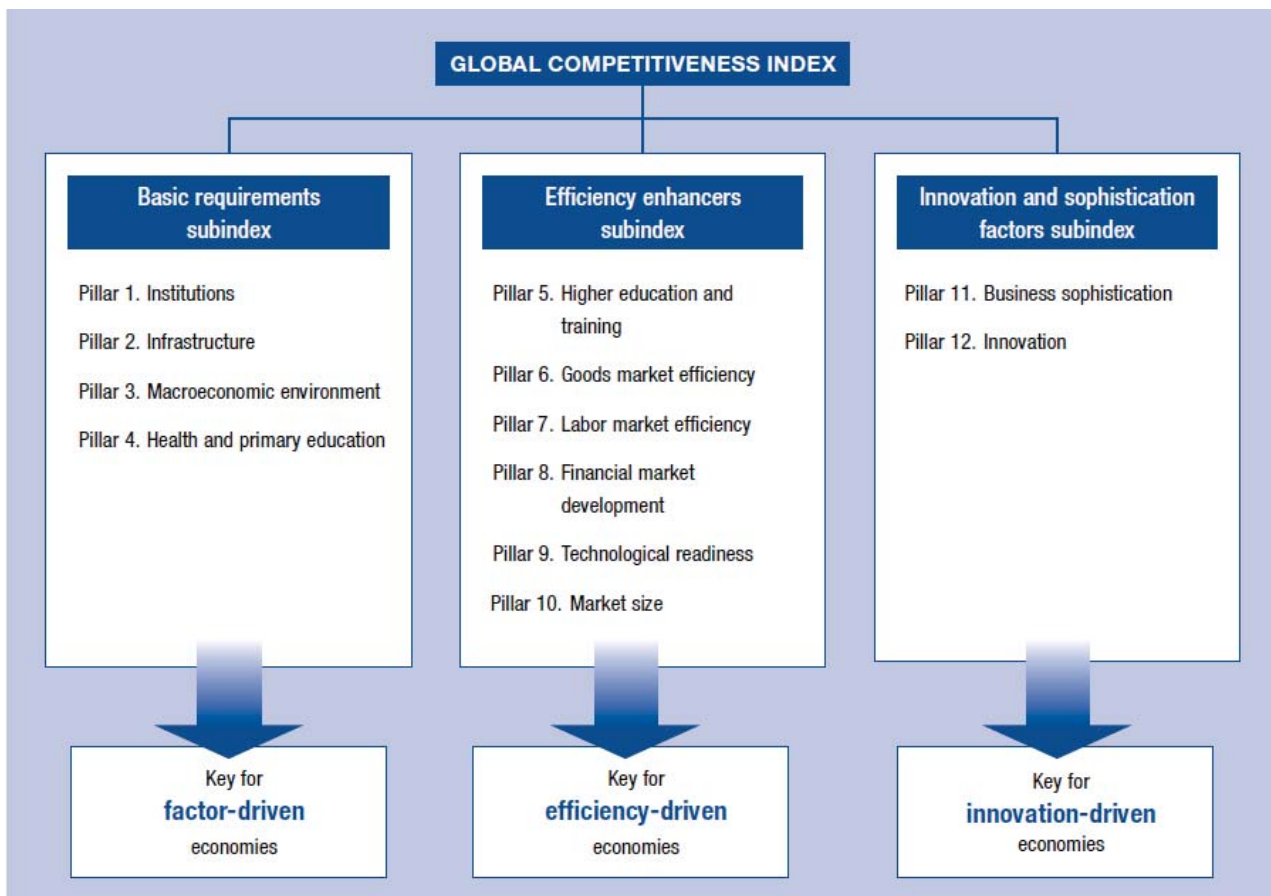 GLOBAL COMPETITIVENESS INDEX
Basic requirements
subindex
Pillar 1. Institutions
Pillar 2. Infrastructure
Pillar 3. Macroeconomic environment
Pillar 4. Health and primary education
Key for
factor-driven
economies
Efficiency enhancers
subindex
Pillar 5. Higher education and
training
Pillar 6. Goods market efficiency
Pillar 7. Labor market efficiency
Pillar 8. Financial market
development
Pillar 9. Technological readiness
Pillar 10. Market size
Key for
efficiency-driven
economies
Innovation and sophistication
factors subindex
Pillar 11. Business sophistication
Pillar 12. Innovation
Key for
innovation-driven
economies